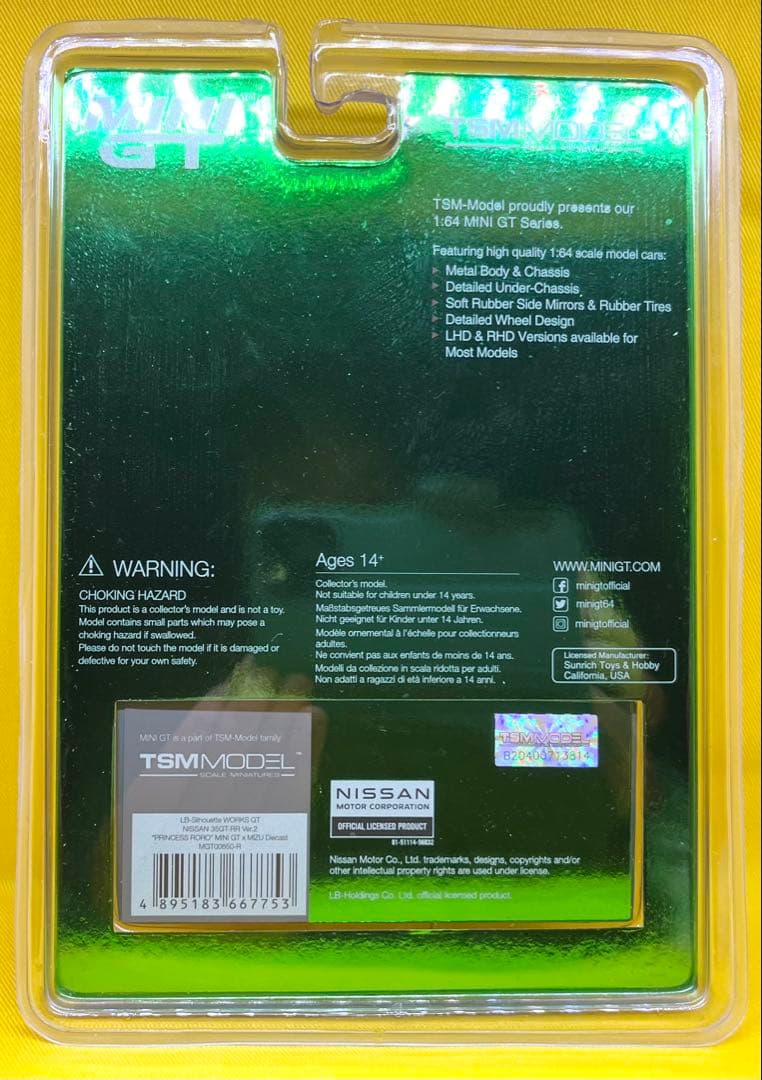 MINI
GT
TSMMODEL
TSM-Model proudly presents our
1:64 MINI GT Series.
Featuring high quality 1:64 scale model cars:
Metal Body & Chassis
Detailed Under-Chassis
Soft Rubber Side Mirrors & Rubber Tires
Detailed Wheel Design
LHD & RHD Versions available for
Most Models
WARNING:
CHOKING HAZARD
This product is a collector's model and is not a toy.
Model contains small parts which may pose a
choking hazard if swallowed.
Please do not touch the model if it is damaged or
defective for your own safety.
Ages 14+
Collector's model.
Not suitable for children under 14 years.
Maßstabsgetreues Sammlermodell für Erwachsene.
Nicht geeignet für Kinder unter 14 Jahren.
Modèle ornemental à l'échelle pour collectionneurs
adultes.
Ne convient pas aux enfants de moins de 14 ans.
Modelli da collezione in scala ridotta per adulti.
Non adatti a ragazzi di età inferiore a 14 anni.
WWW.MINIGT.COM
minigtofficial
minigt64
minigtofficial
Licensed Manufacturer:
Sunrich Toys & Hobby
California, USA
MINI GT is a part of TSM-Model family
TSMMODEL™
SCALE MINIATURES
LB-Silhouette WORKS GT
NISSAN 35GT-RR Ver.2
"PRINCESS RORO" MINI GT x MIZU Diecast
MGT00850-R
4 895183 667753
TSMMODEL
B20400713814
NISSAN
MOTOR CORPORATION
OFFICIAL LICENSED PRODUCT
Nissan Motor Co., Ltd. trademarks, designs, copyrights and/or
other intellectual property rights are used under license.
LB-Holdings Co. Ltd. official licensed product.